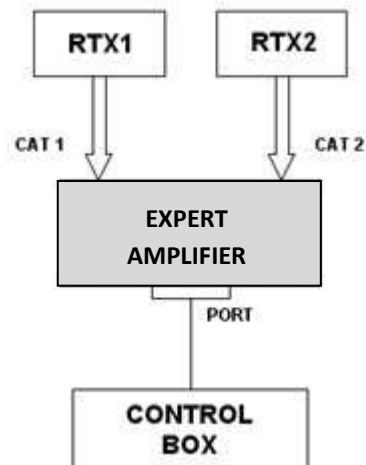 RTX1
RTX2
CAT 1
CAT 2
EXPERT
AMPLIFIER
PORT
CONTROL
BOX